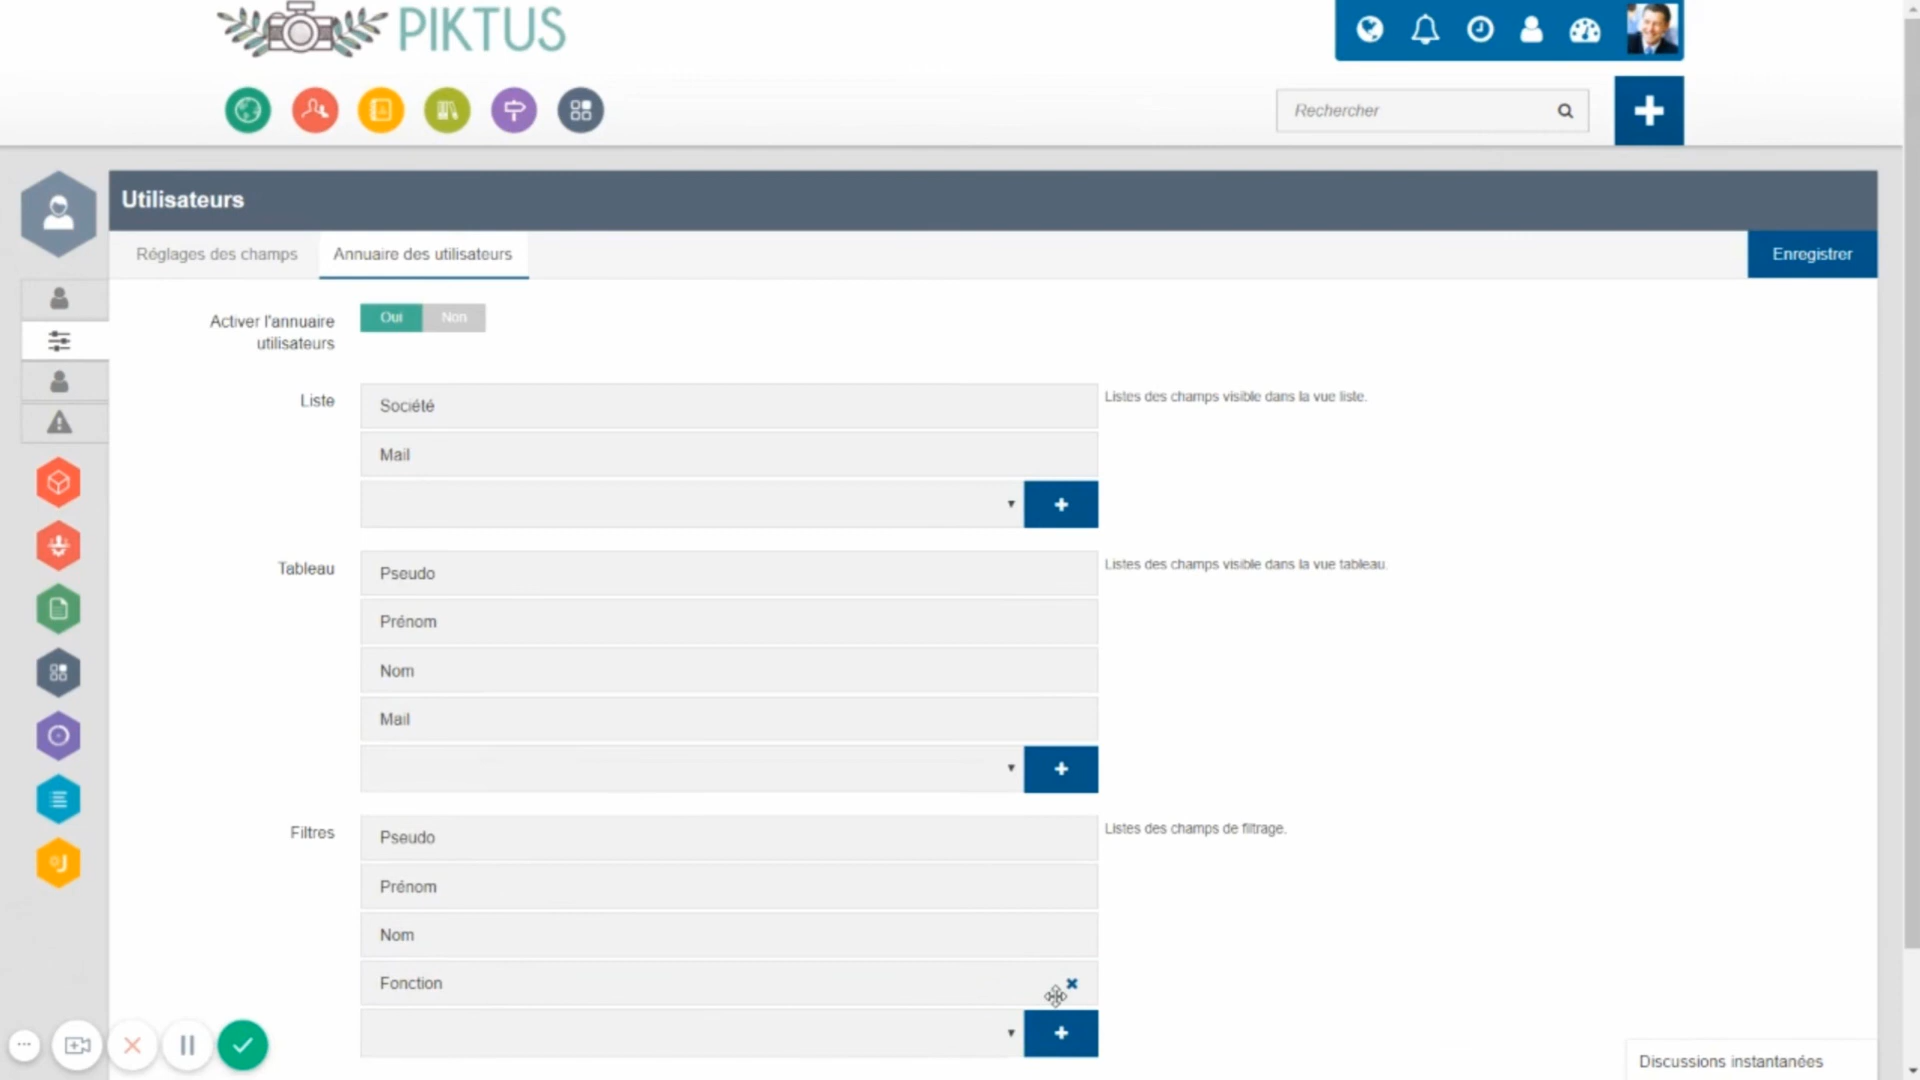 PIKTUS
Rechercher
Utilisateurs
Réglages des champs
Annuaire des utilisateurs
Enregistrer
Activer l'annuaire
utilisateurs
Oui
Non
Liste
Société
Listes des champs visible dans la vue liste.
Mail
Tableau
Pseudo
Listes des champs visible dans la vue tableau.
Prénom
Nom
Mail
Filtres
Pseudo
Listes des champs de filtrage.
Prénom
Nom
Fonction
Discussions instantanées